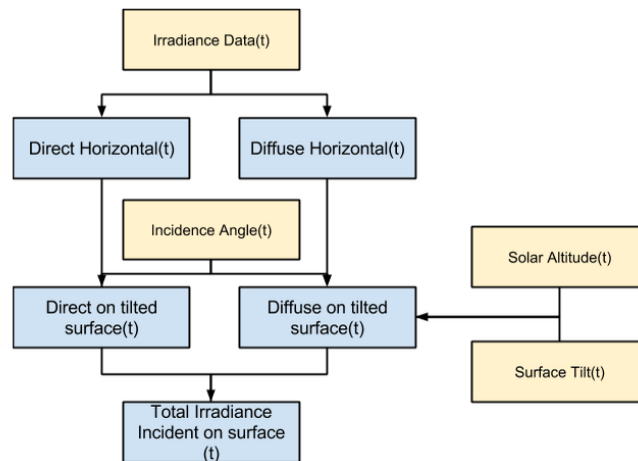 Irradiance Data(t)
Direct Horizontal(t)
Diffuse Horizontal(t)
Incidence Angle(t)
Solar Altitude(t)
Direct on tilted
surface(t)
Diffuse on tilted
surface(t)
Surface Tilt(t)
Total Irradiance
Incident on surface
(t)